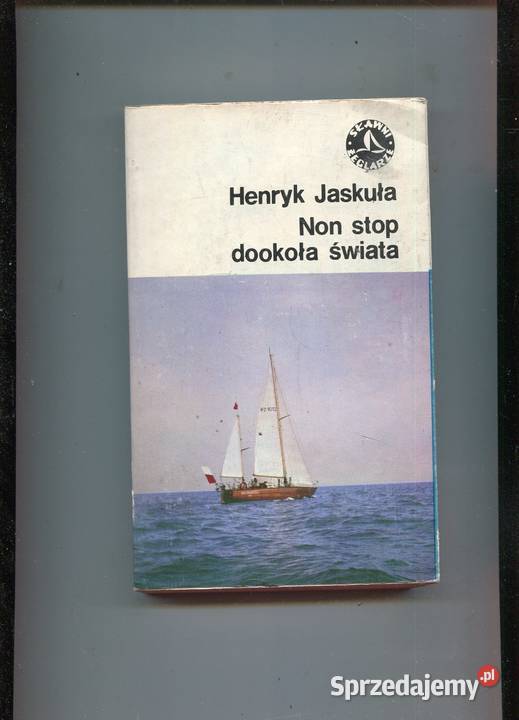 SŁAWNI
ŻEGLARZE
Henryk Jaskuła
Non stop
dookoła świata
Sprzedajemy.pl